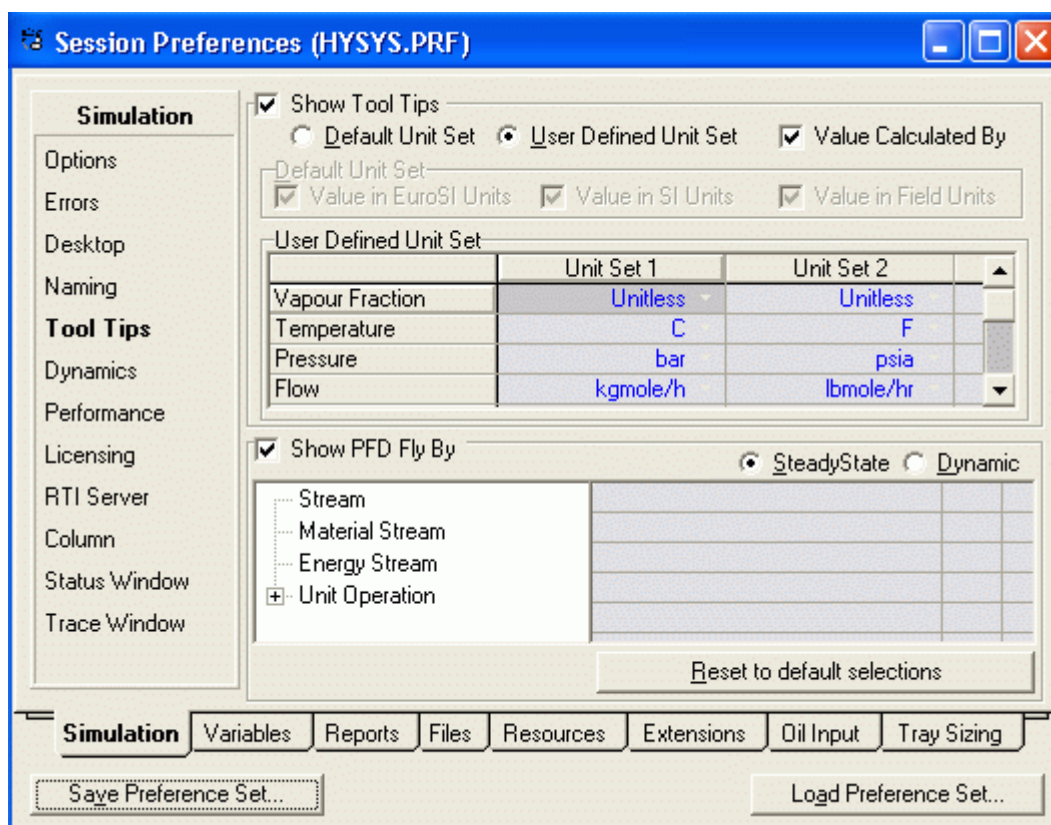 Session Preferences (HYSYS.PRF)
Simulation
Options
Errors
Desktop
Naming
Tool Tips
Dynamics
Performance
Licensing
RTI Server
Column
Status Window
Trace Window
Show Tool Tips
Default Unit Set User Defined Unit Set Value Calculated By
Default Unit Set
Value in EuroSI Units Value in SI Units Value in Field Units
User Defined Unit Set
Unit Set 1 Unit Set 2
Vapour Fraction Unitless Unitless
Temperature C F
Pressure bar psia
Flow kgmole/h lbmole/hr
Show PFD Fly By
SteadyState Dynamic
Stream
Material Stream
Energy Stream
Unit Operation
Reset to default selections
Simulation Variables Reports Files Resources Extensions Oil Input Tray Sizing
Save Preference Set... Load Preference Set...